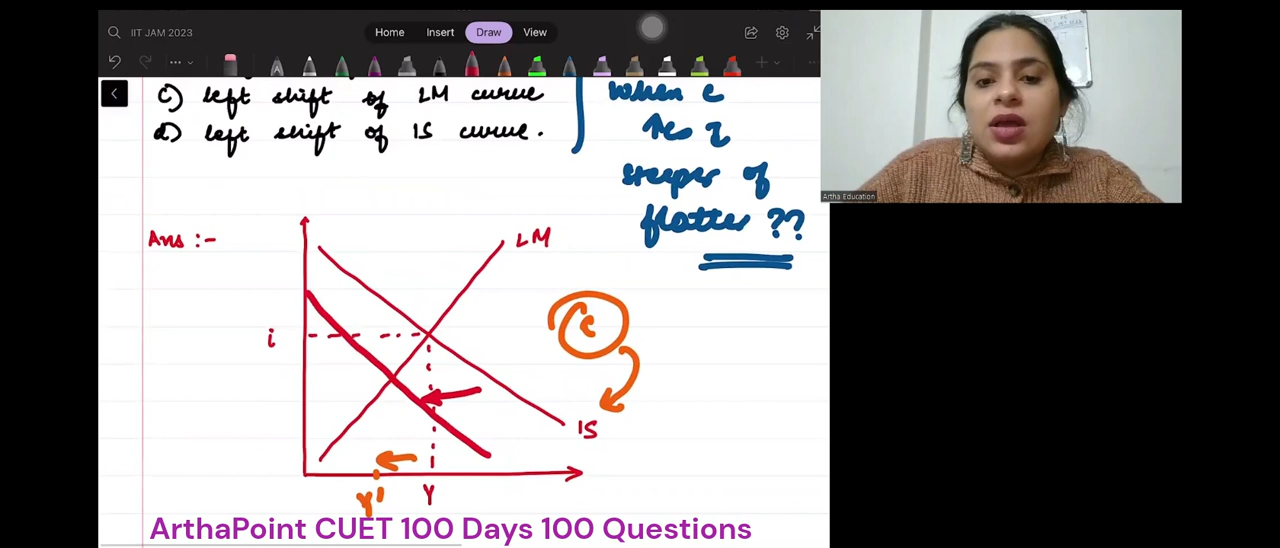 IIT JAM 2023
Home Insert Draw View
c) left shift of LM curve
d) left shift of IS curve.
When c
steeper of
flatter ??
Artha Education
Ans :-
LM
i
c
IS
Y' Y
ArthaPoint CUET 100 Days 100 Questions